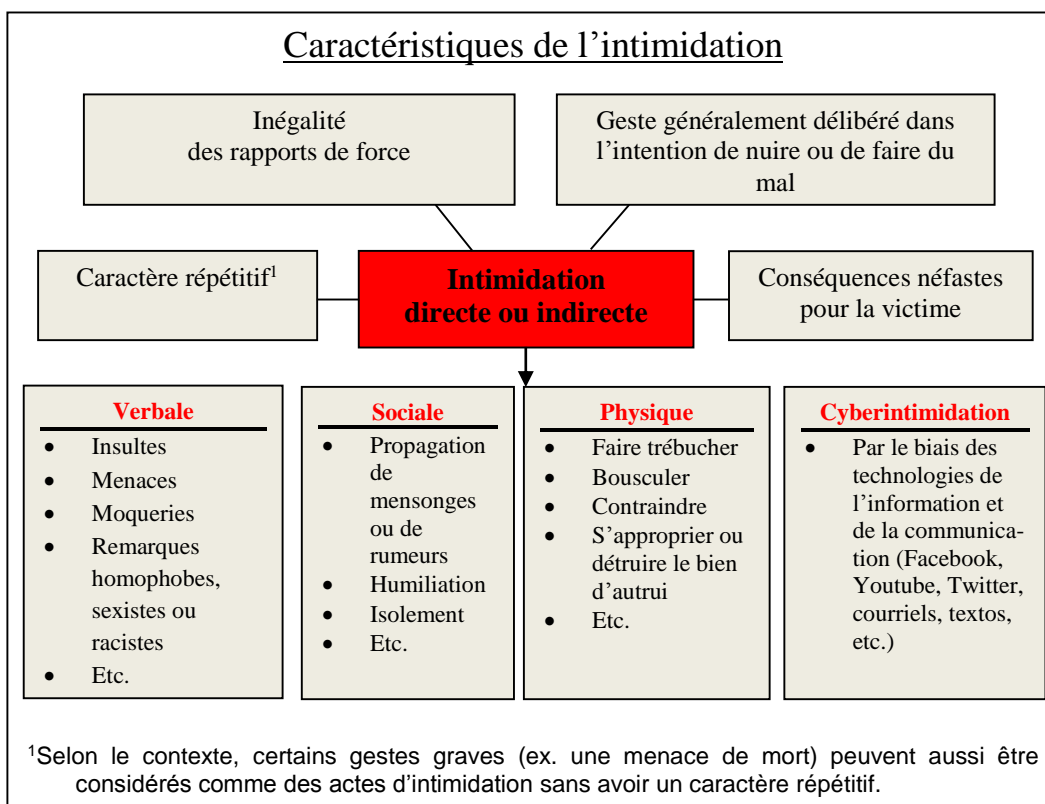 Caractéristiques de l'intimidation
Inégalité
des rapports de force
Geste généralement délibéré dans
l'intention de nuire ou de faire du
mal
Caractère répétitif¹
Intimidation
directe ou indirecte
Conséquences néfastes
pour la victime
Verbale
• Insultes
• Menaces
• Moqueries
• Remarques
homophobes,
sexistes ou
racistes
• Etc.
Sociale
• Propagation
de
mensonges
ou de
rumeurs
• Humiliation
• Isolement
• Etc.
Physique
• Faire trébucher
• Bousculer
• Contraindre
• S'approprier ou
détruire le bien
d'autrui
• Etc.
Cyberintimidation
• Par le biais des
technologies de
l'information et
de la communica-
tion (Facebook,
Youtube, Twitter,
courriels, textos,
etc.)
¹Selon le contexte, certains gestes graves (ex. une menace de mort) peuvent aussi être
considérés comme des actes d'intimidation sans avoir un caractère répétitif.